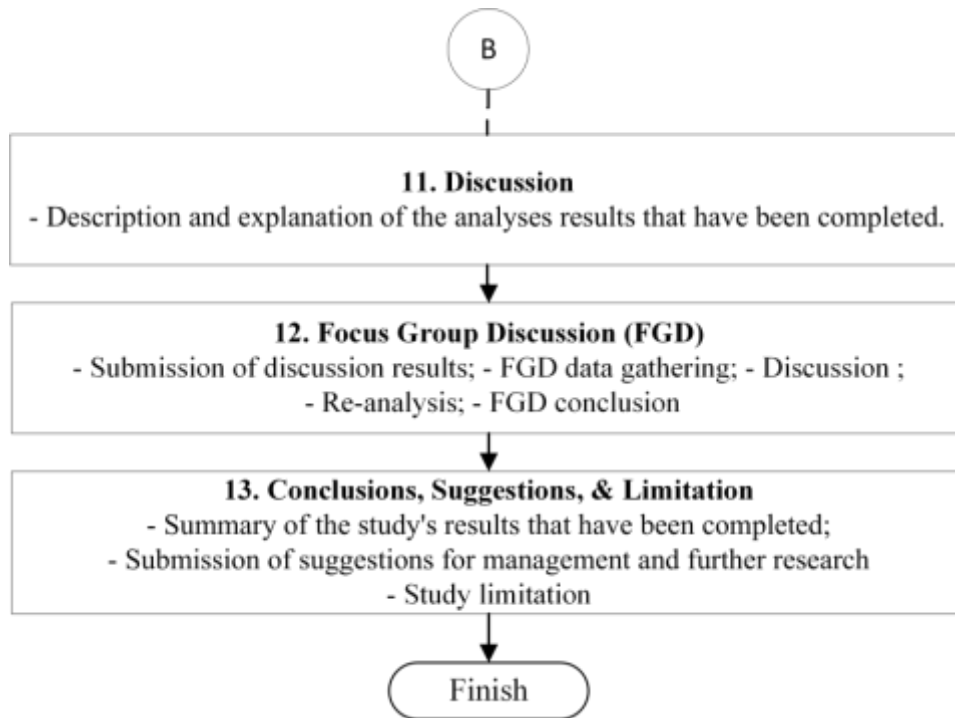 B
11. Discussion
- Description and explanation of the analyses results that have been completed.
12. Focus Group Discussion (FGD)
- Submission of discussion results; - FGD data gathering; - Discussion ;
- Re-analysis; - FGD conclusion
13. Conclusions, Suggestions, & Limitation
- Summary of the study's results that have been completed;
- Submission of suggestions for management and further research
- Study limitation
Finish